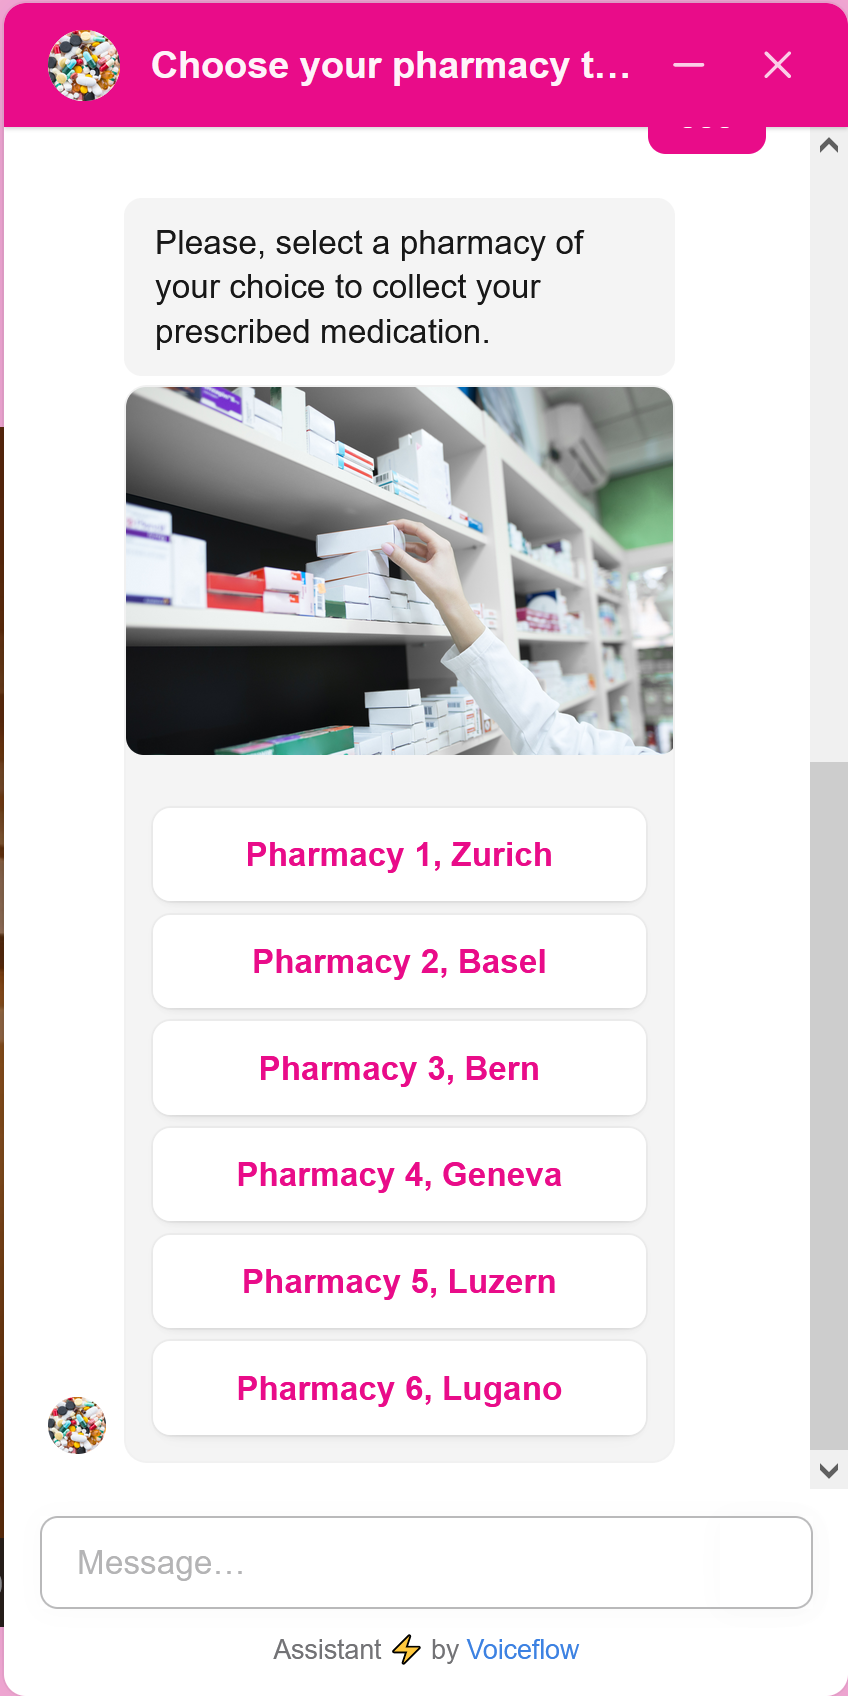 Choose your pharmacy t...
Please, select a pharmacy of
your choice to collect your
prescribed medication.
Pharmacy 1, Zurich
Pharmacy 2, Basel
Pharmacy 3, Bern
Pharmacy 4, Geneva
Pharmacy 5, Luzern
Pharmacy 6, Lugano
Message...
Assistant ⚡ by Voiceflow